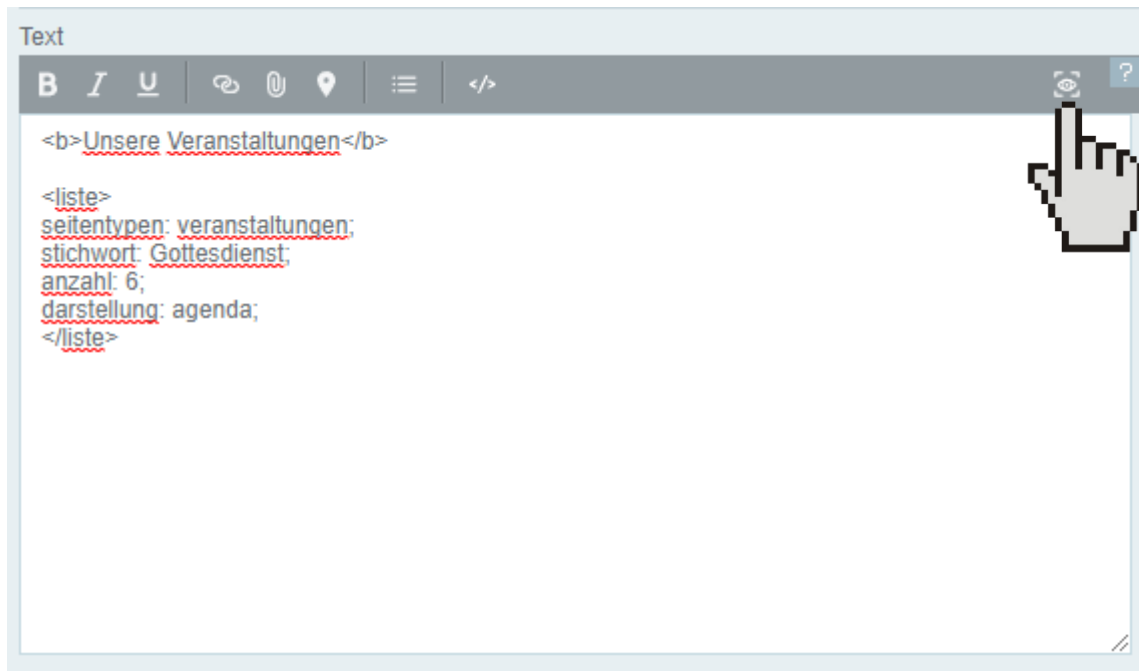 Text
B I U </> ?
<b>Unsere Veranstaltungen</b>
<liste>
seitentypen: veranstaltungen;
stichwort: Gottesdienst;
anzahl: 6;
darstellung: agenda;
</liste>